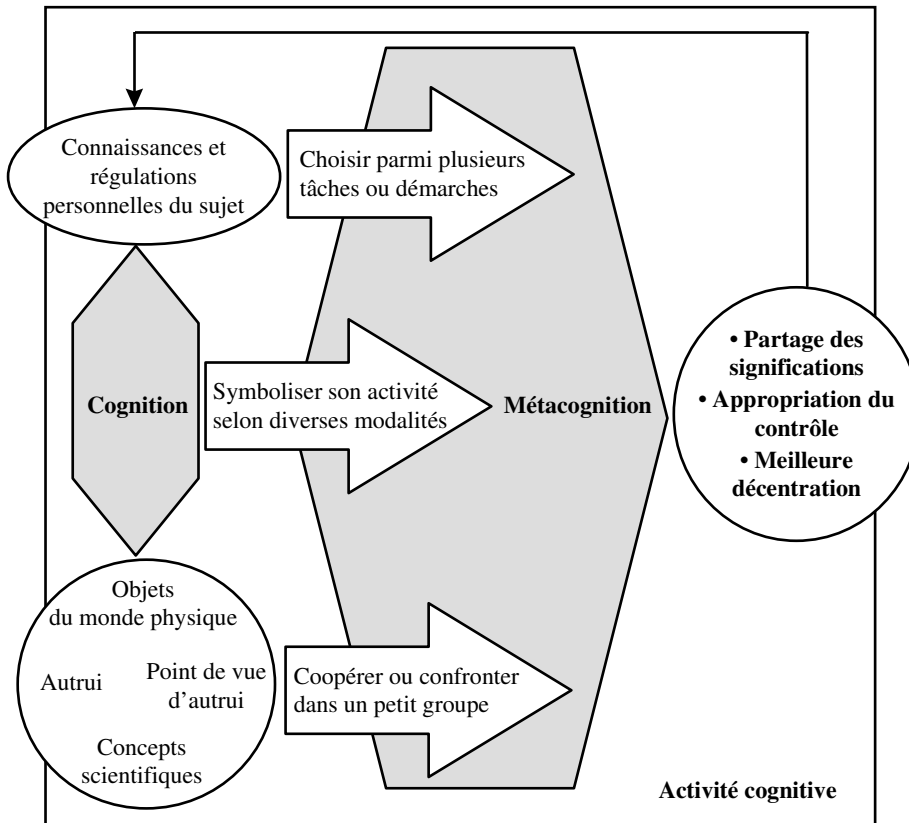 Connaissances et
régulations
personnelles du sujet
Choisir parmi plusieurs
tâches ou démarches
Cognition
Symboliser son activité
selon diverses modalités
Métacognition
• Partage des
significations
• Appropriation du
contrôle
• Meilleure
décentration
Objets
du monde physique
Autrui
Point de vue
d’autrui
Concepts
scientifiques
Coopérer ou confronter
dans un petit groupe
Activité cognitive